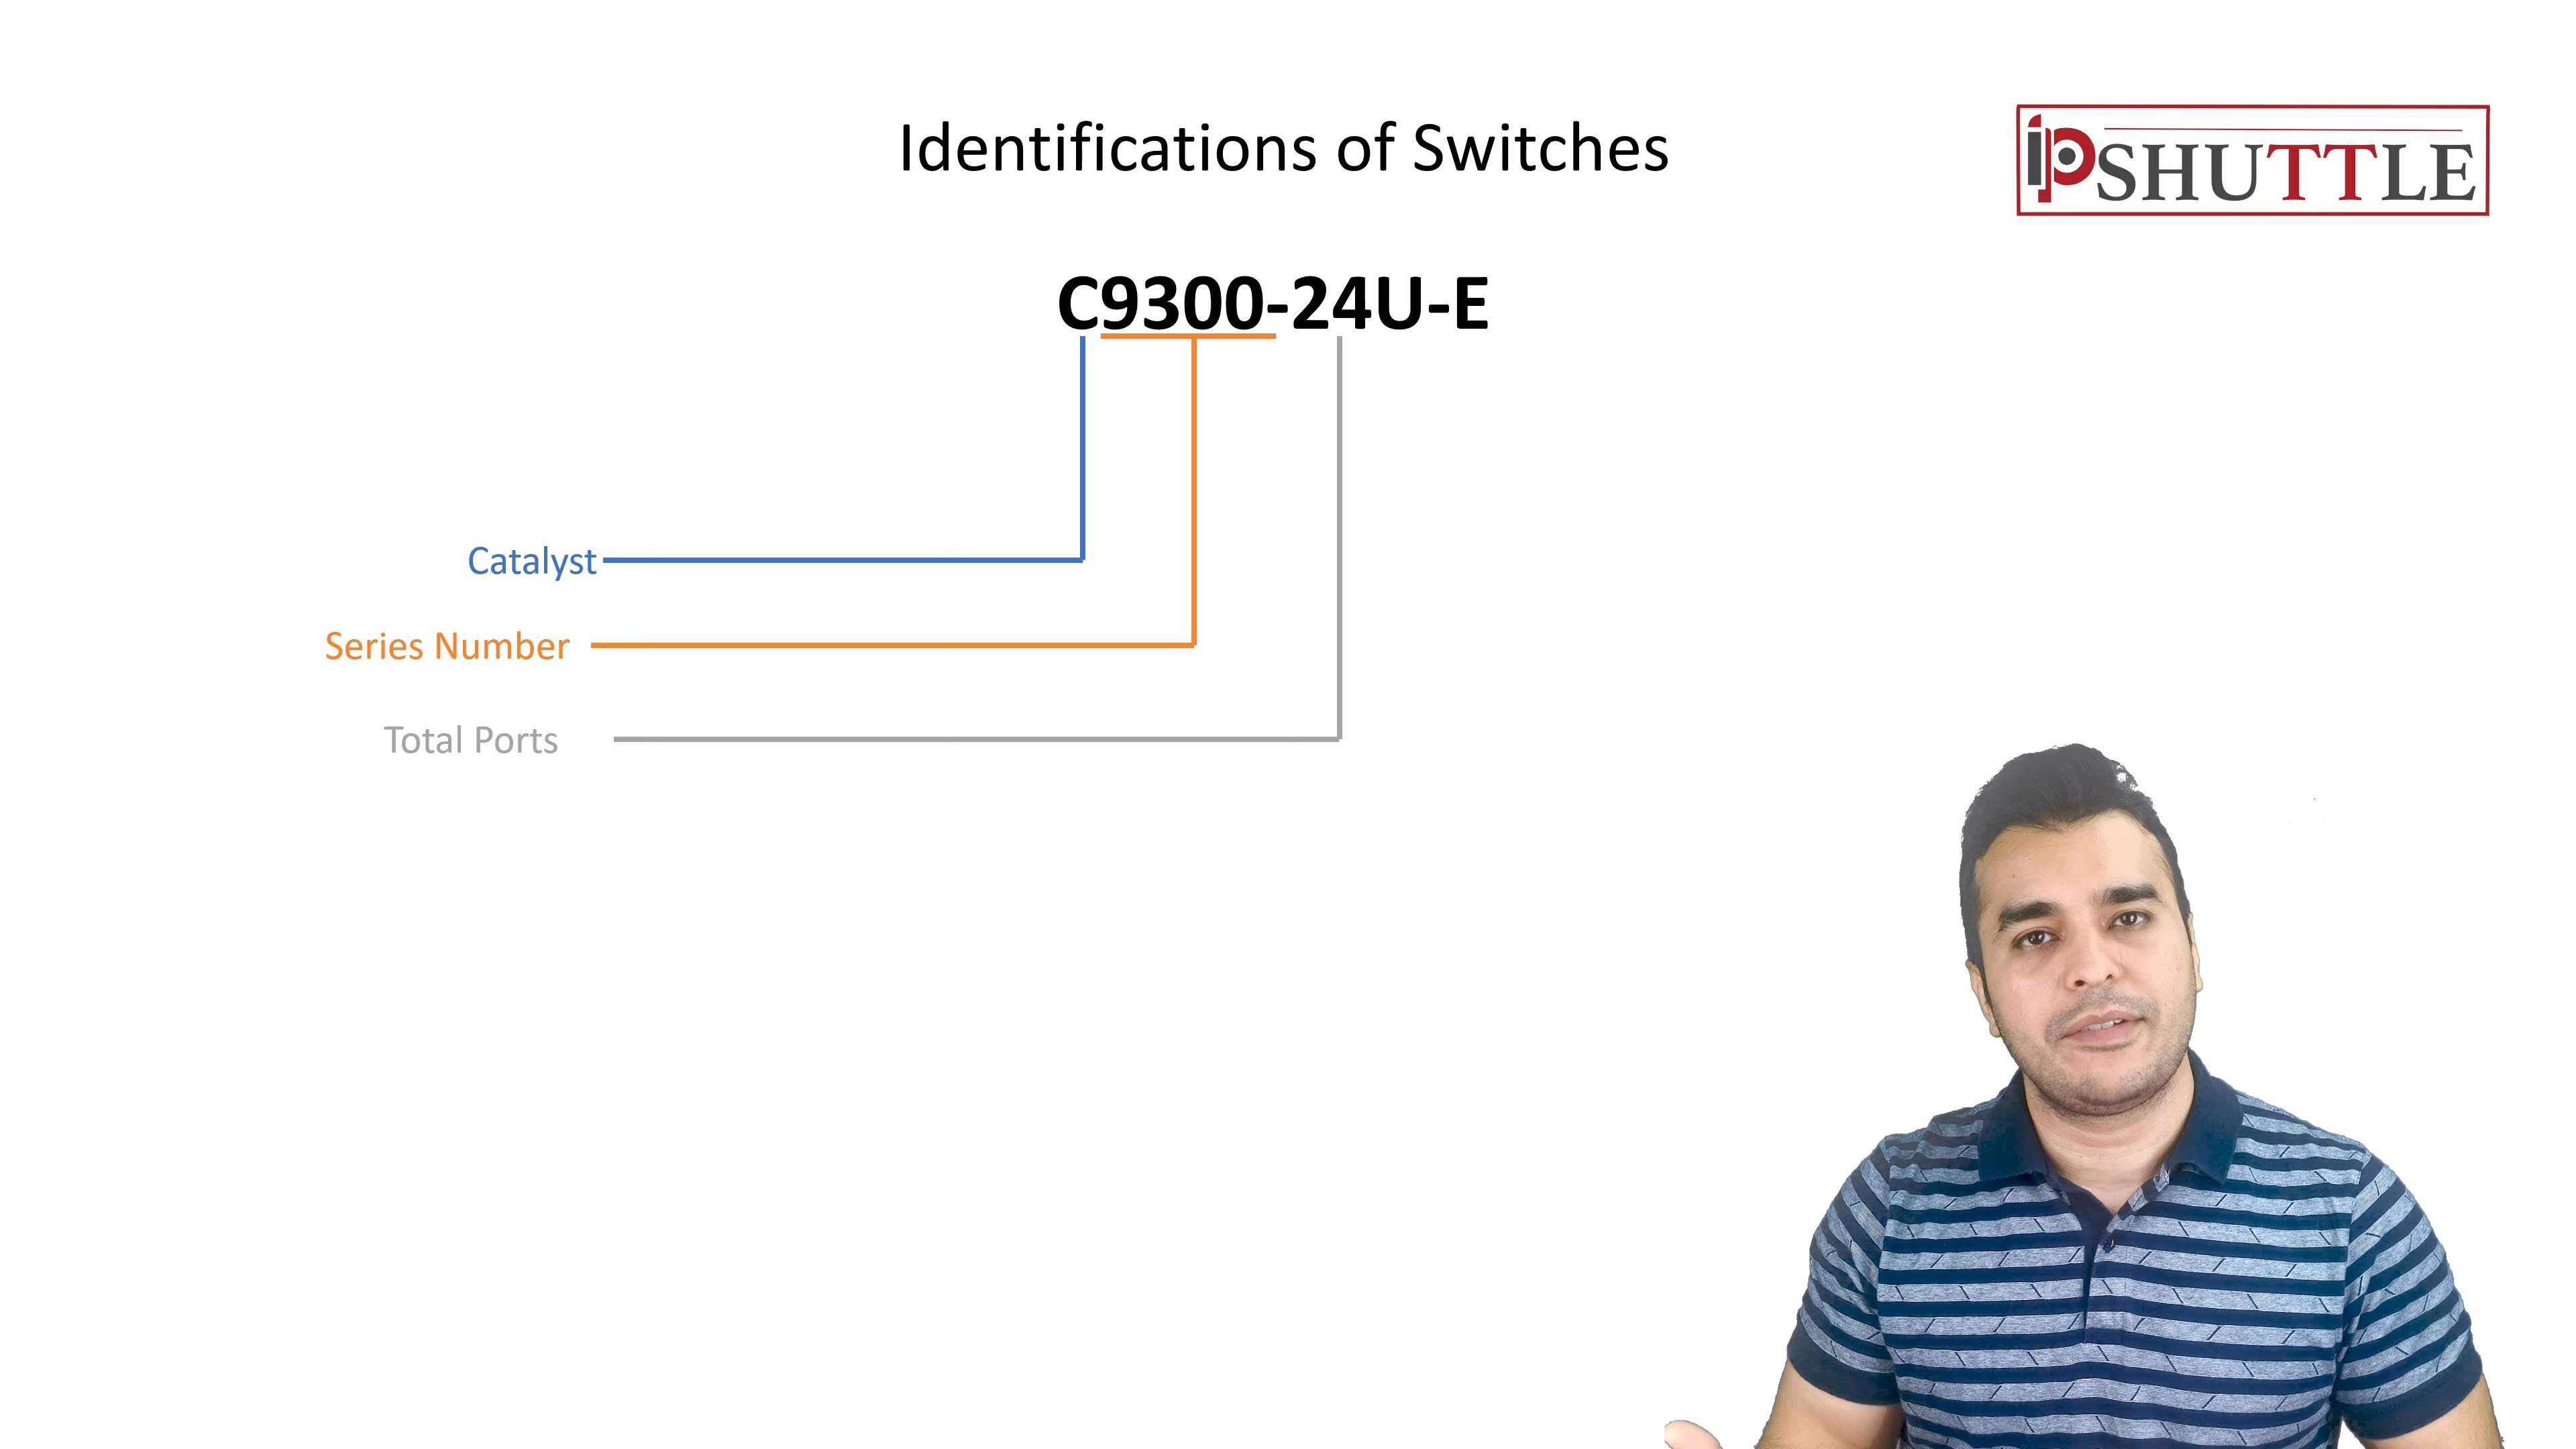 Identifications of Switches
ipSHUTTLE
C9300-24U-E
Catalyst
Series Number
Total Ports